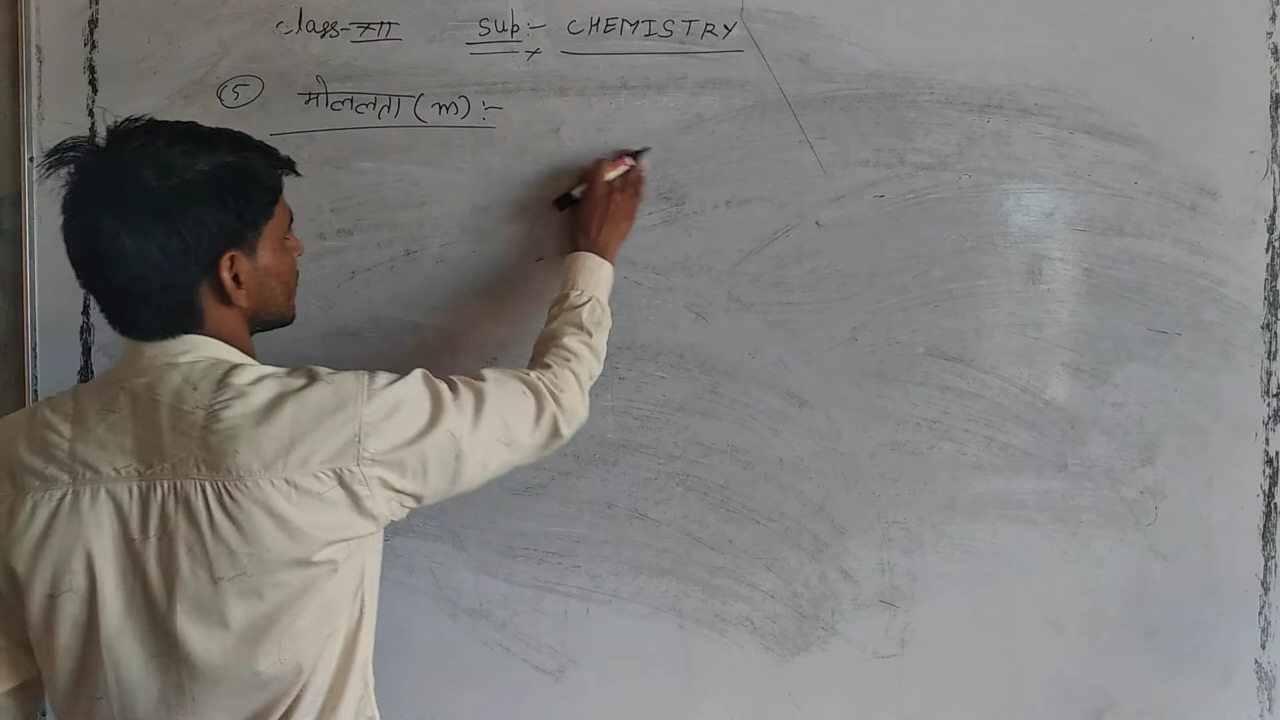 Class-XII Sub:- CHEMISTRY
(5) मोललता (m) :-